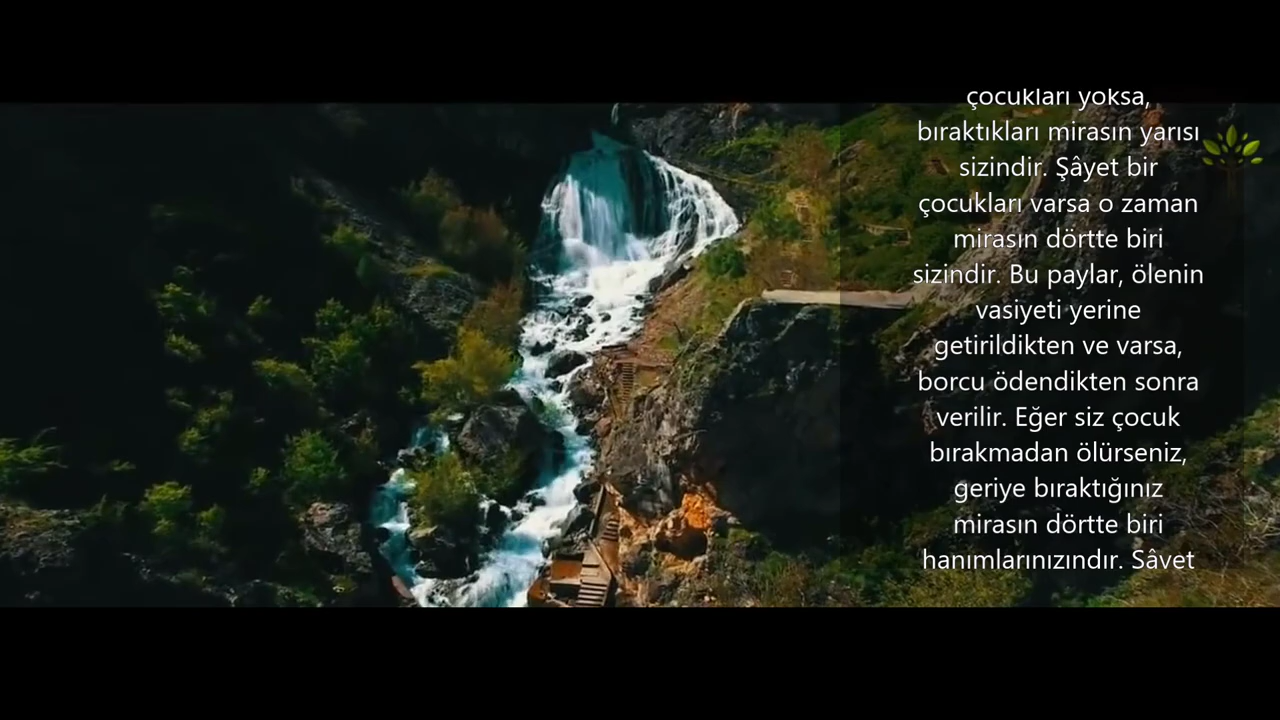 çocukları yoksa,
bıraktıkları mirasın yarısı
sizindir. Şâyet bir
çocukları varsa o zaman
mirasın dörtte biri
sizindir. Bu paylar, ölenin
vasiyeti yerine
getirildikten ve varsa,
borcu ödendikten sonra
verilir. Eğer siz çocuk
bırakmadan ölürseniz,
geriye bıraktığınız
mirasın dörtte biri
hanımlarınızındır. Sâyet